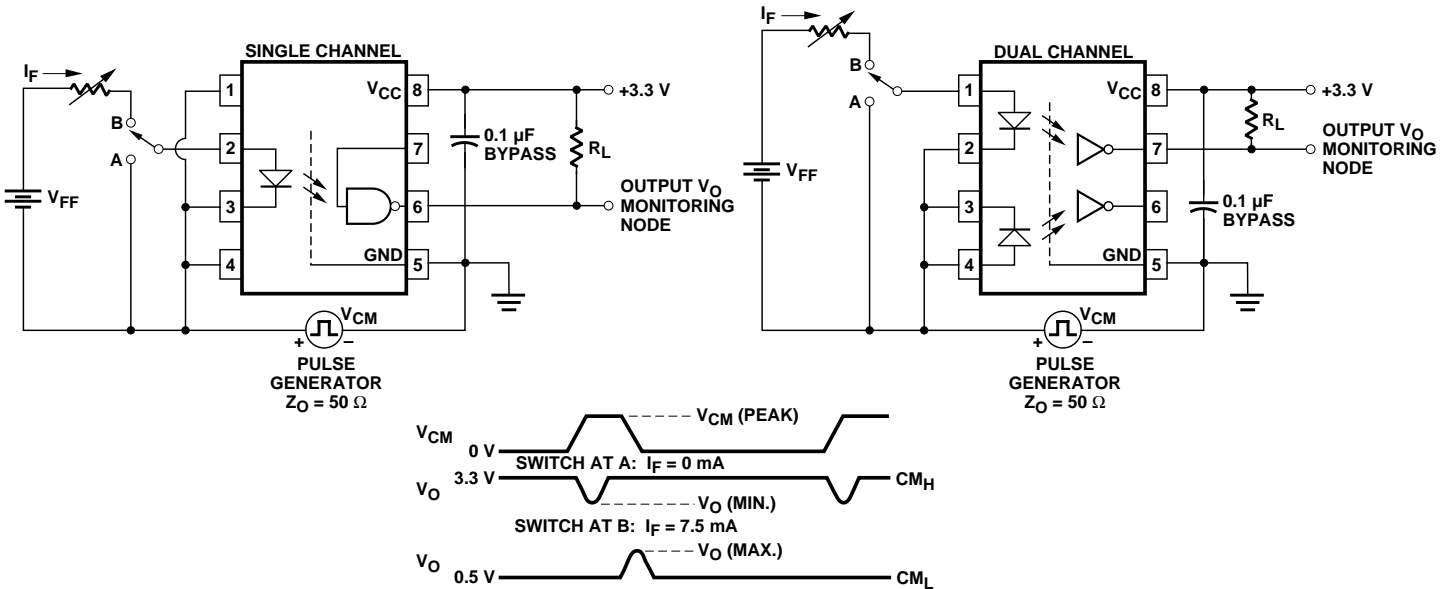 I_F
SINGLE CHANNEL
1
V_CC
8
+3.3 V
B
A
2
7
0.1 µF
BYPASS
R_L
V_FF
3
6
OUTPUT V_O
MONITORING
NODE
4
GND
5
V_CM
+ –
PULSE
GENERATOR
Z_O = 50 Ω
I_F
DUAL CHANNEL
B
A
1
V_CC
8
+3.3 V
R_L
2
7
OUTPUT V_O
MONITORING
NODE
V_FF
3
6
0.1 µF
BYPASS
4
GND
5
V_CM
+ –
PULSE
GENERATOR
Z_O = 50 Ω
V_CM
V_CM (PEAK)
0 V
SWITCH AT A: I_F = 0 mA
V_O
3.3 V
CM_H
V_O (MIN.)
SWITCH AT B: I_F = 7.5 mA
V_O
V_O (MAX.)
0.5 V
CM_L